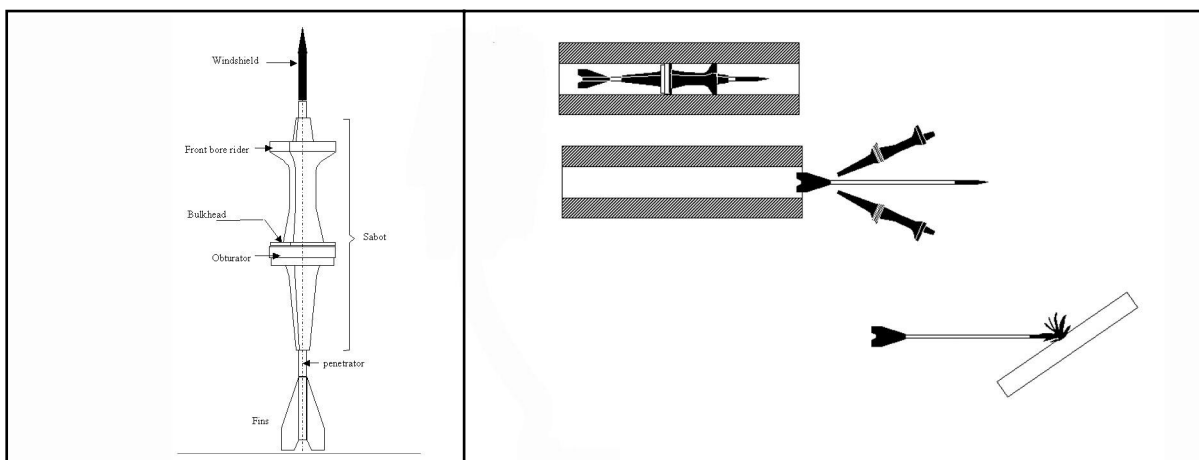 Windshield
Front bore rider
Bulkhead
Sabot
Obturator
penetrator
Fins